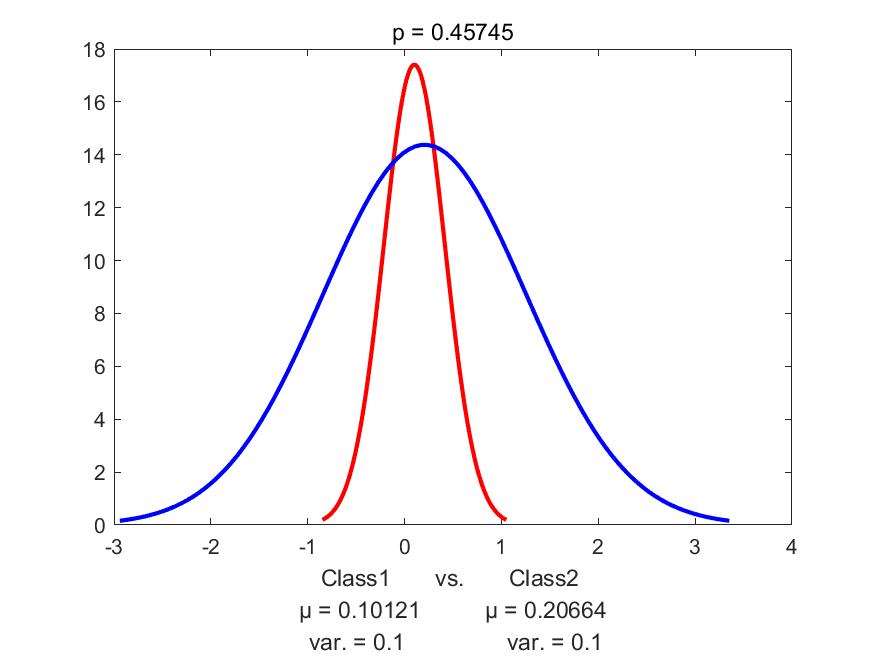 p = 0.45745
18
16
14
12
10
8
6
4
2
0
-3 -2 -1 0 1 2 3 4
Class1 vs. Class2
μ = 0.10121 μ = 0.20664
var. = 0.1 var. = 0.1